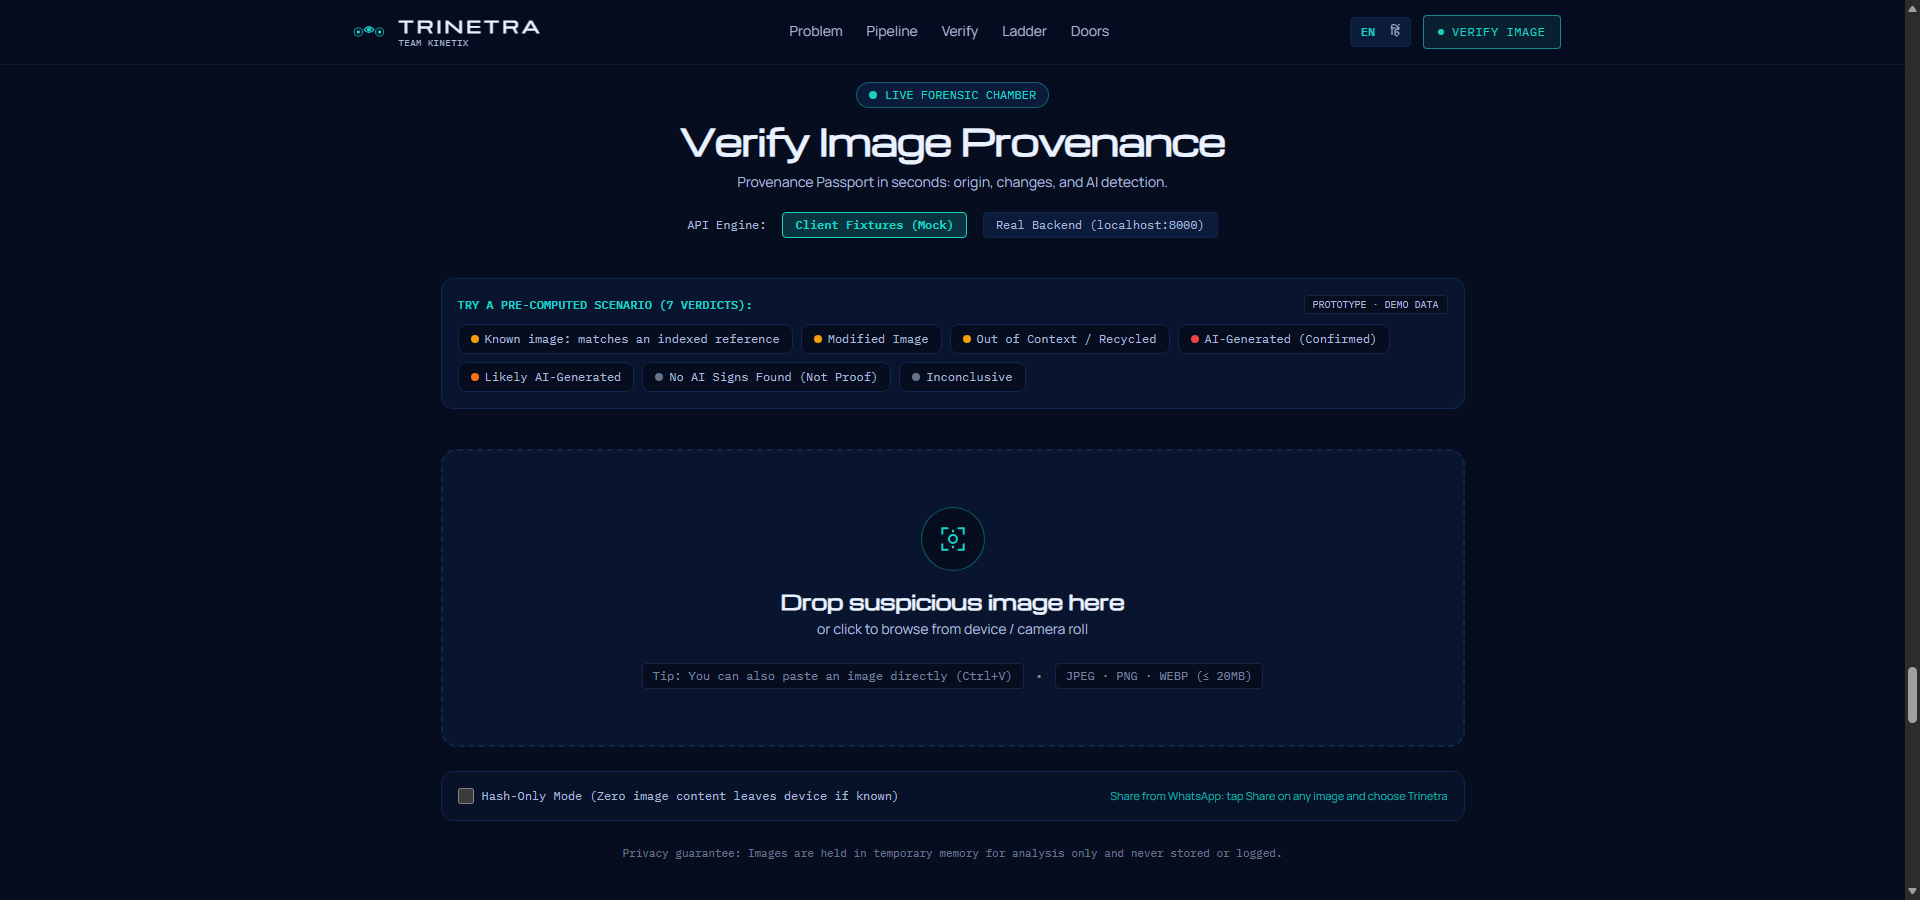 TRINETRA
TEAM KINETIX
Problem Pipeline Verify Ladder Doors
EN हिं
VERIFY IMAGE
LIVE FORENSIC CHAMBER
Verify Image Provenance
Provenance Passport in seconds: origin, changes, and AI detection.
API Engine: Client Fixtures (Mock) Real Backend (localhost:8000)
TRY A PRE-COMPUTED SCENARIO (7 VERDICTS):
PROTOTYPE · DEMO DATA
Known image: matches an indexed reference Modified Image Out of Context / Recycled AI-Generated (Confirmed)
Likely AI-Generated No AI Signs Found (Not Proof) Inconclusive
Drop suspicious image here
or click to browse from device / camera roll
Tip: You can also paste an image directly (Ctrl+V) • JPEG · PNG · WEBP (≤ 20MB)
Hash-Only Mode (Zero image content leaves device if known)
Share from WhatsApp: tap Share on any image and choose Trinetra
Privacy guarantee: Images are held in temporary memory for analysis only and never stored or logged.